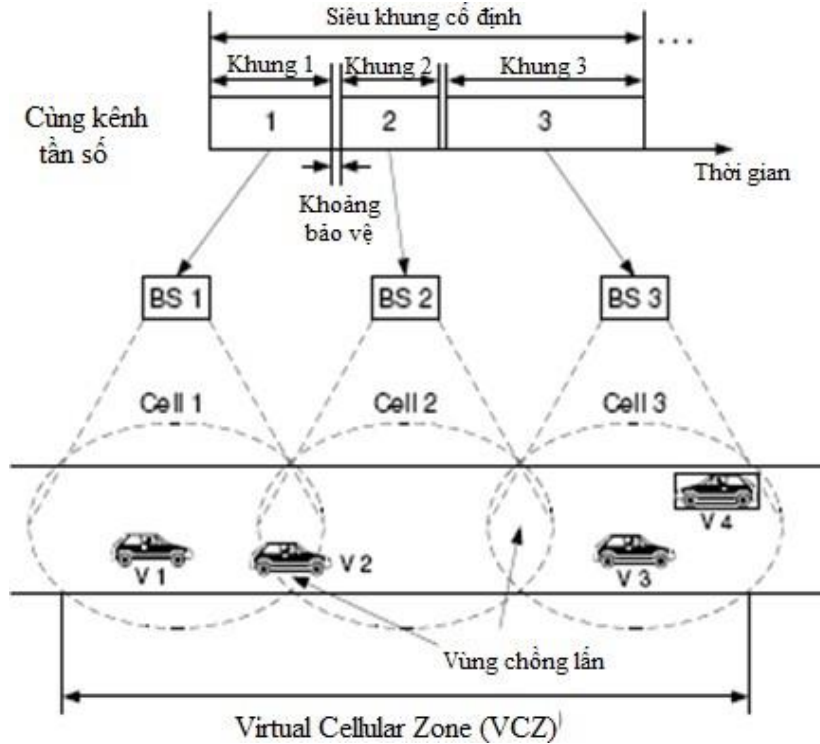 Siêu khung cố định
...
Khung 1 Khung 2 Khung 3
Cùng kênh
tần số
1 2 3
Thời gian
Khoảng
bảo vệ
BS 1 BS 2 BS 3
Cell 1 Cell 2 Cell 3
V 1 V 2 V 3 V 4
Vùng chồng lấn
Virtual Cellular Zone (VCZ)